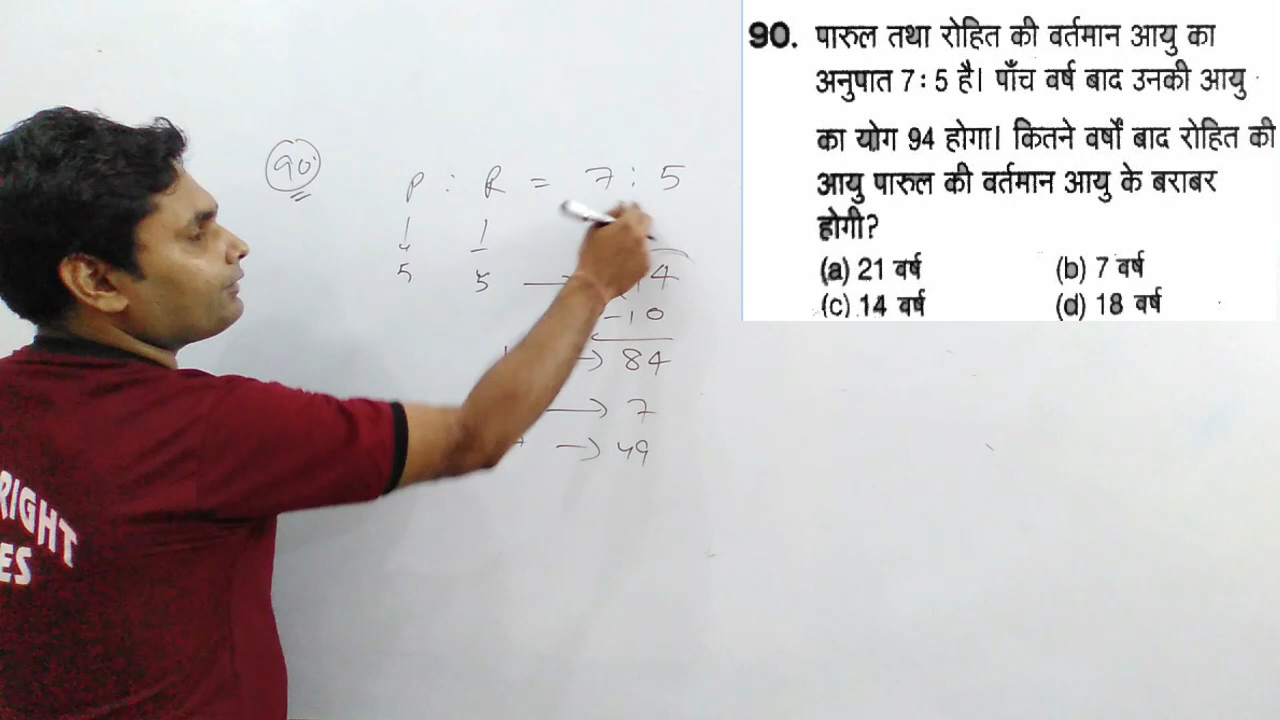 90. पारुल तथा रोहित की वर्तमान आयु का
अनुपात 7 : 5 है। पाँच वर्ष बाद उनकी आयु
का योग 94 होगा। कितने वर्षों बाद रोहित की
आयु पारुल की वर्तमान आयु के बराबर
होगी?
(a) 21 वर्ष (b) 7 वर्ष
(c) 14 वर्ष (d) 18 वर्ष
90
P : R = 7 : 5
5 5 → 4
-10
→ 84
→ 7
→ 49
RIGHT
ES